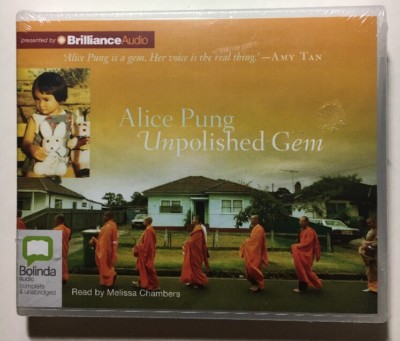 presented by BrillianceAudio
'Alice Pung is a gem. Her voice is the real thing.' —AMY TAN
Alice Pung
Unpolished Gem
Bolinda
audio
complete
& unabridged
Read by Melissa Chambers